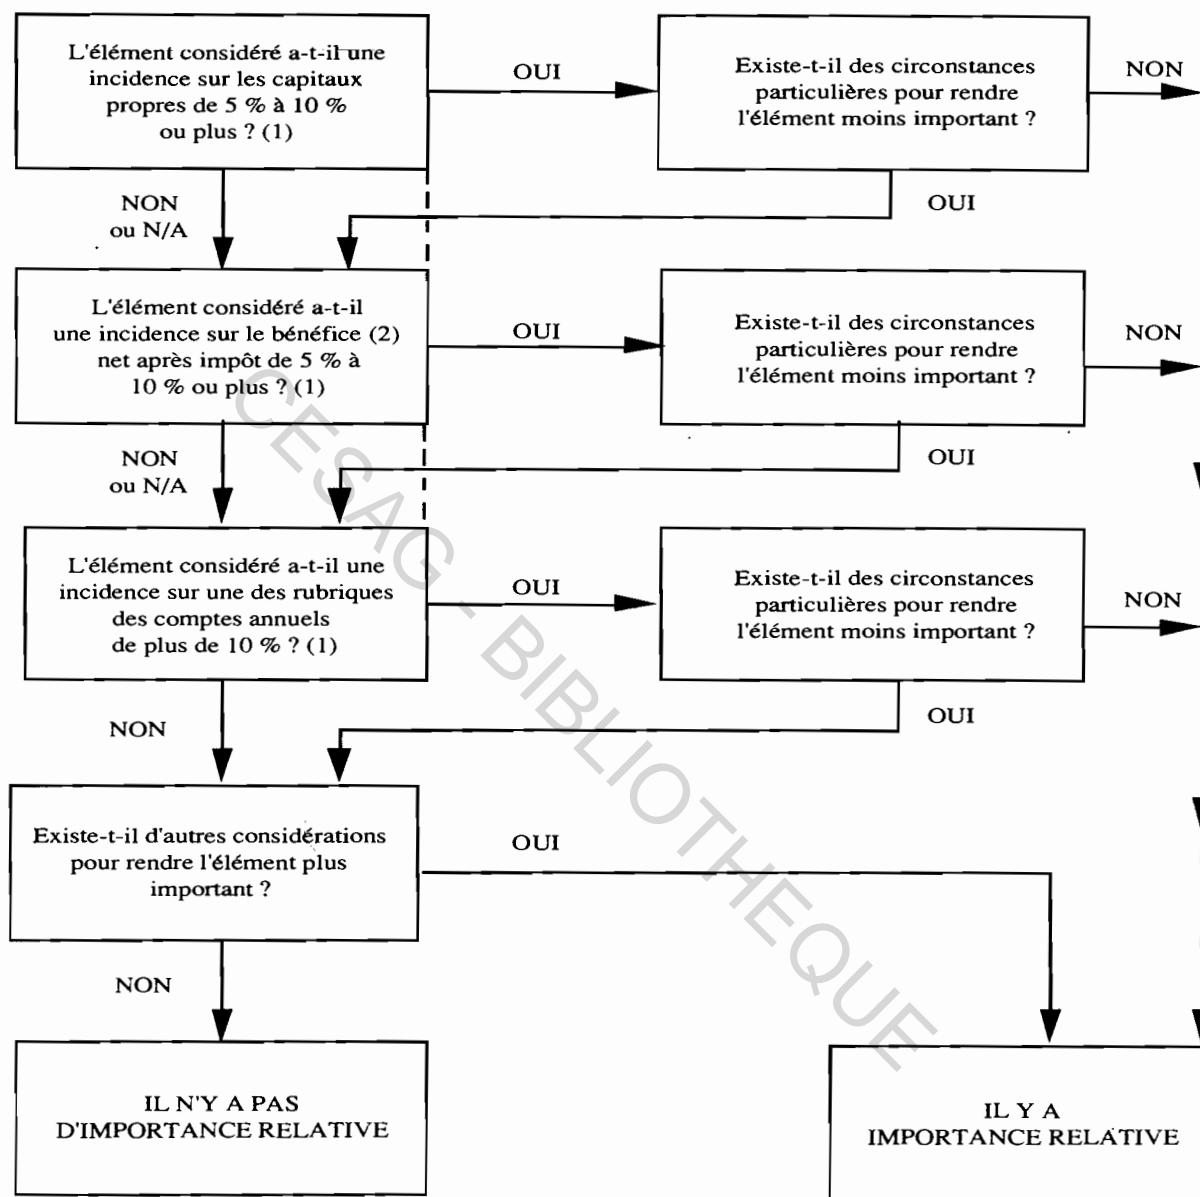 L'élément considéré a-t-il une
incidence sur les capitaux
propres de 5 % à 10 %
ou plus ? (1)
OUI
Existe-t-il des circonstances
particulières pour rendre
l'élément moins important ?
NON
NON
ou N/A
OUI
L'élément considéré a-t-il
une incidence sur le bénéfice (2)
net après impôt de 5 % à
10 % ou plus ? (1)
OUI
Existe-t-il des circonstances
particulières pour rendre
l'élément moins important ?
NON
NON
ou N/A
OUI
L'élément considéré a-t-il une
incidence sur une des rubriques
des comptes annuels
de plus de 10 % ? (1)
OUI
Existe-t-il des circonstances
particulières pour rendre
l'élément moins important ?
NON
NON
OUI
Existe-t-il d'autres considérations
pour rendre l'élément plus
important ?
OUI
NON
IL N'Y A PAS
D'IMPORTANCE RELATIVE
IL Y A
IMPORTANCE RELATIVE
CESAG - BIBLIOTHEQUE